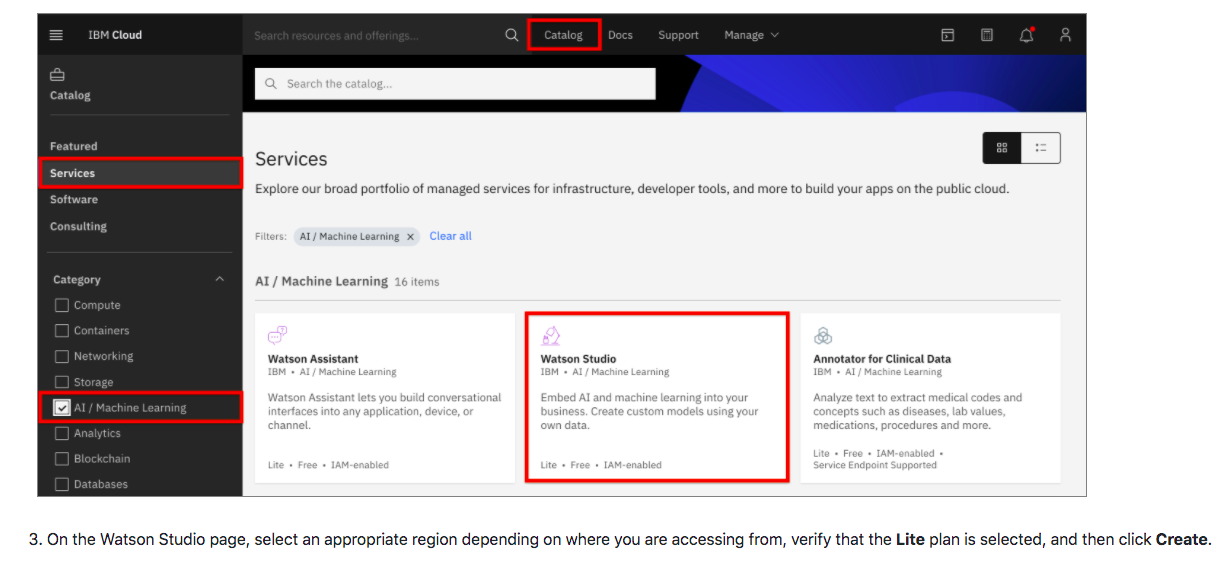 IBM Cloud
Search resources and offerings...
Catalog
Docs
Support
Manage
Catalog
Search the catalog...
Featured
Services
Software
Consulting
Category
Compute
Containers
Networking
Storage
AI / Machine Learning
Analytics
Blockchain
Databases
Services
Explore our broad portfolio of managed services for infrastructure, developer tools, and more to build your apps on the public cloud.
Filters: AI / Machine Learning × Clear all
AI / Machine Learning 16 items
Watson Assistant
IBM • AI / Machine Learning
Watson Assistant lets you build conversational
interfaces into any application, device, or
channel.
Lite • Free • IAM-enabled
Watson Studio
IBM • AI / Machine Learning
Embed AI and machine learning into your
business. Create custom models using your
own data.
Lite • Free • IAM-enabled
Annotator for Clinical Data
IBM • AI / Machine Learning
Analyze text to extract medical codes and
concepts such as diseases, lab values,
medications, procedures and more.
Lite • Free • IAM-enabled •
Service Endpoint Supported
3. On the Watson Studio page, select an appropriate region depending on where you are accessing from, verify that the Lite plan is selected, and then click Create.